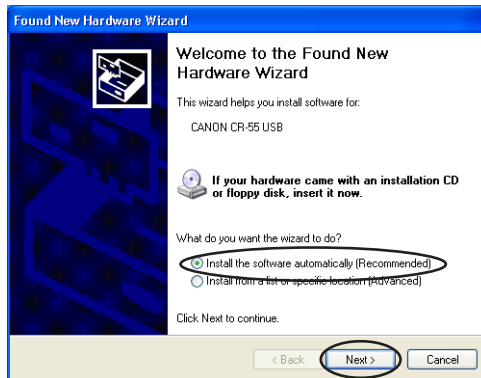 Found New Hardware Wizard
Welcome to the Found New
Hardware Wizard
This wizard helps you install software for:
CANON CR-55 USB
If your hardware came with an installation CD
or floppy disk, insert it now.
What do you want the wizard to do?
Install the software automatically (Recommended)
Install from a list or specific location (Advanced)
Click Next to continue.
< Back
Next >
Cancel